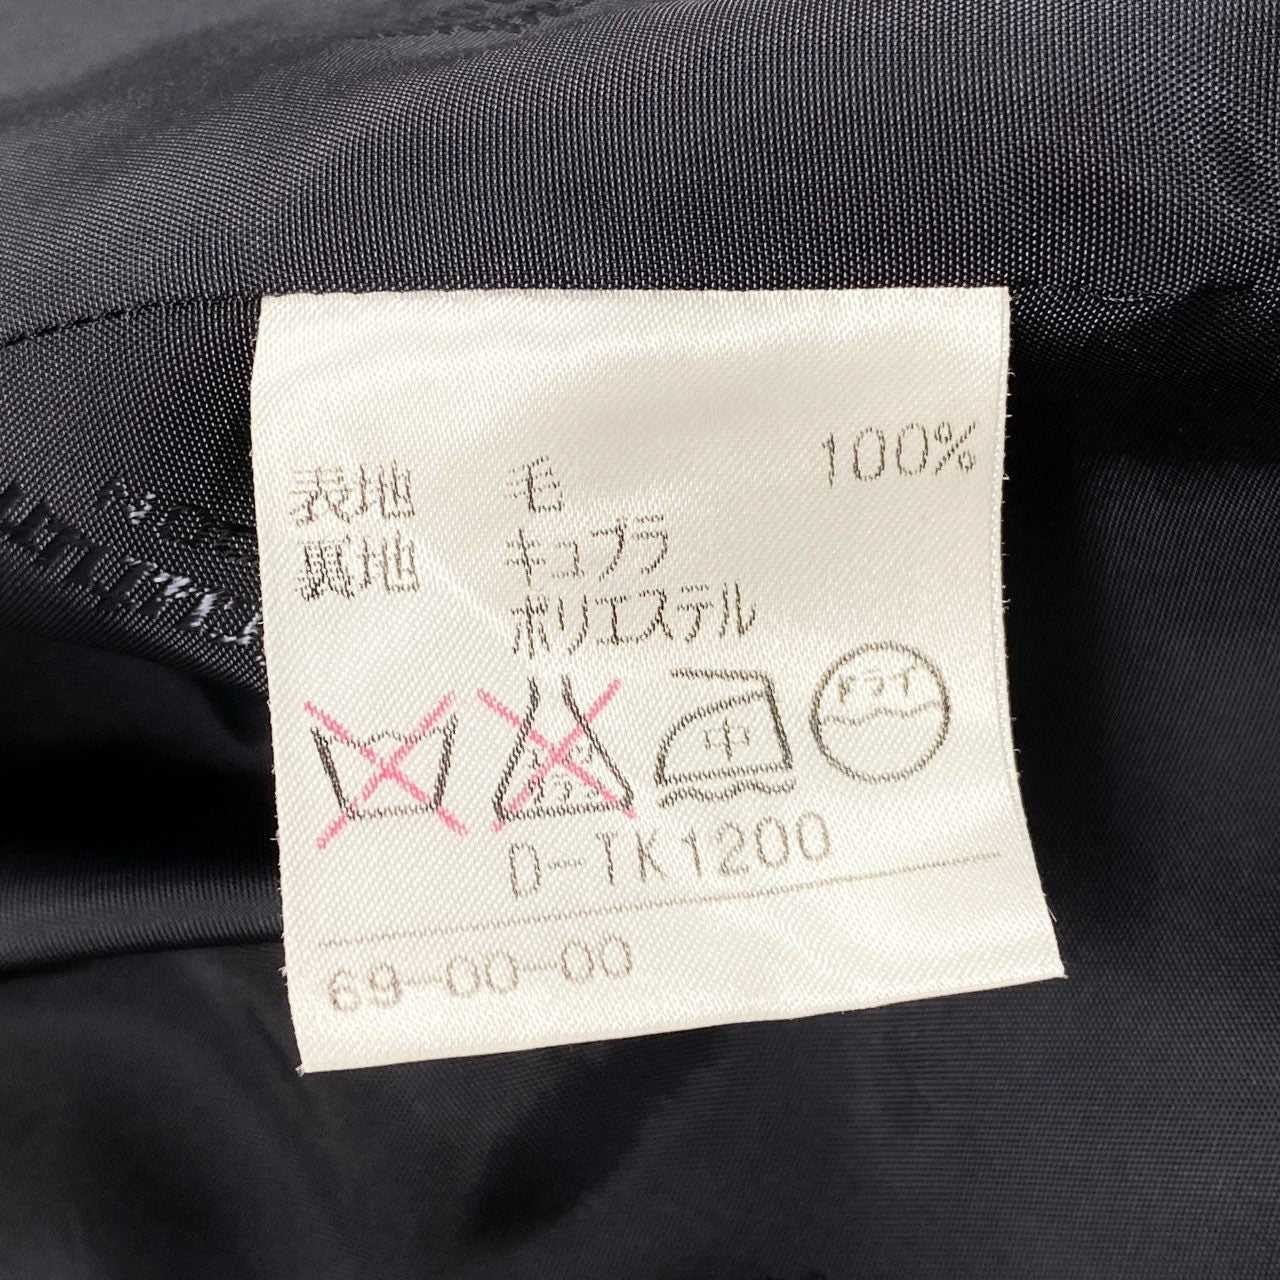 表地 毛 100%
裏地 キュプラ
ポリエステル
中
ドライ
D-TK1200
69-00-00